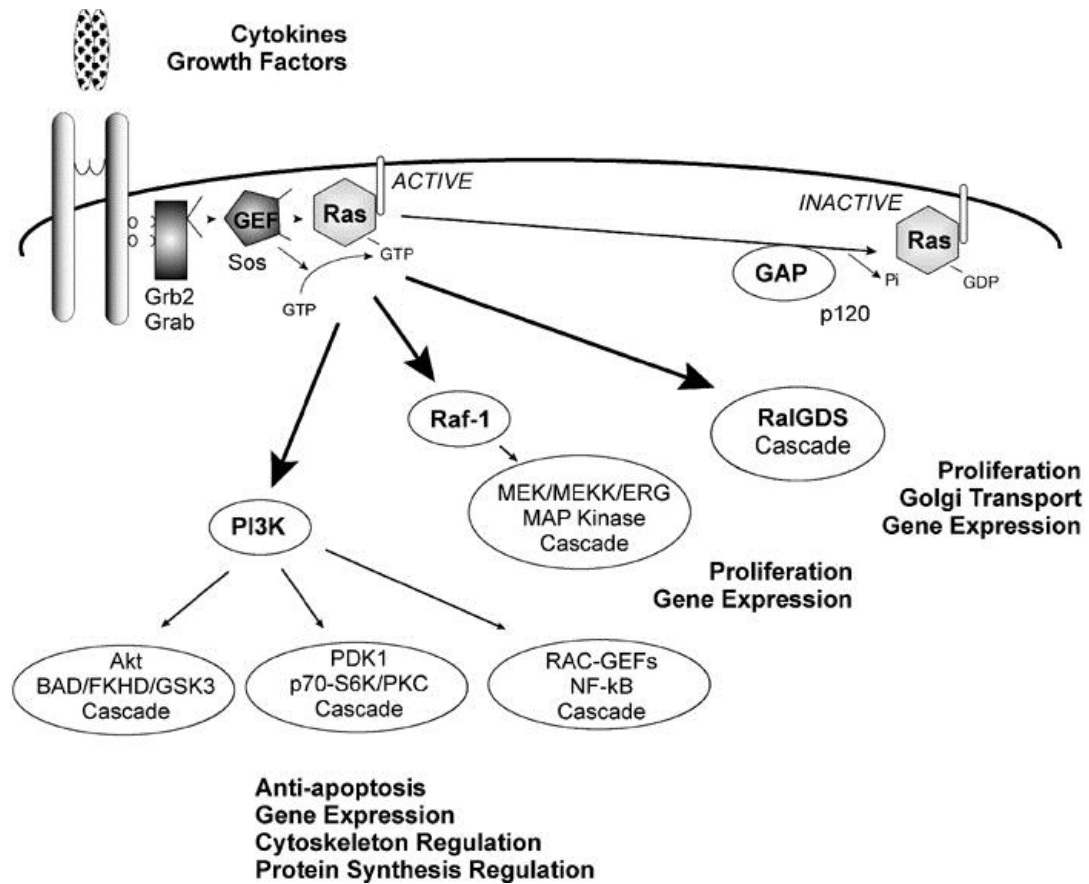 Cytokines
Growth Factors
ACTIVE
INACTIVE
GEF
Ras
Ras
Sos
GTP
GTP
GAP
Pi
GDP
Grb2
Grab
p120
Raf-1
RalGDS
Cascade
MEK/MEKK/ERG
MAP Kinase
Cascade
Proliferation
Golgi Transport
Gene Expression
PI3K
Proliferation
Gene Expression
Akt
BAD/FKHD/GSK3
Cascade
PDK1
p70-S6K/PKC
Cascade
RAC-GEFs
NF-kB
Cascade
Anti-apoptosis
Gene Expression
Cytoskeleton Regulation
Protein Synthesis Regulation